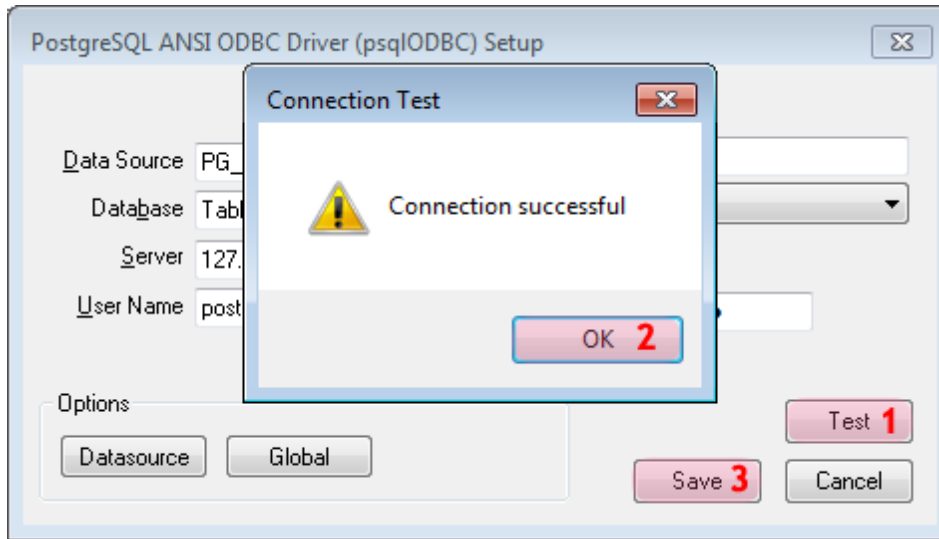 PostgreSQL ANSI ODBC Driver (psqlODBC) Setup
Connection Test
Connection successful
OK 2
Data Source PG_
Database Tabl
Server 127.
User Name post
Options
Datasource Global
Test 1
Save 3 Cancel